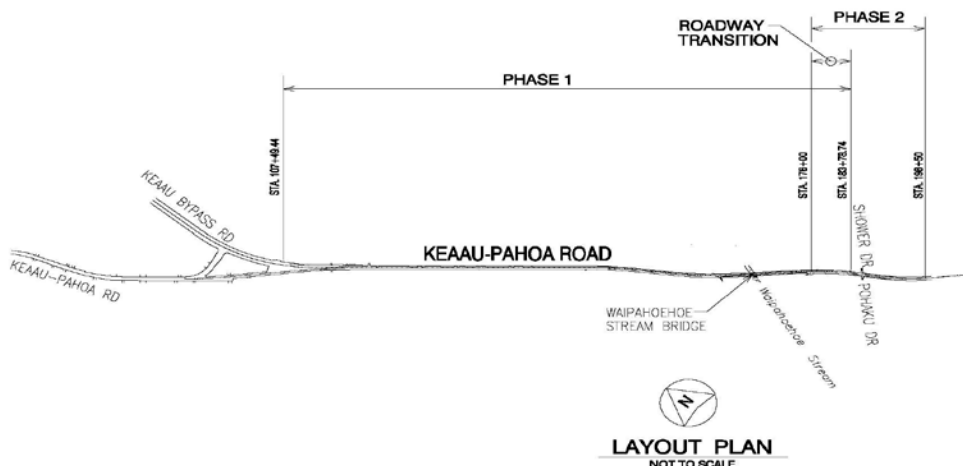 PHASE 2
ROADWAY
TRANSITION
PHASE 1
STA. 107+49.44
STA. 176+00
STA. 183+78.74
STA. 198+50
KEAAU BYPASS RD
KEAAU-PAHOA RD
KEAAU-PAHOA ROAD
SHOWER DR
POHAKU DR
WAIPAHOEHOE
STREAM BRIDGE
Waipahoehoe Stream
N
LAYOUT PLAN
NOT TO SCALE